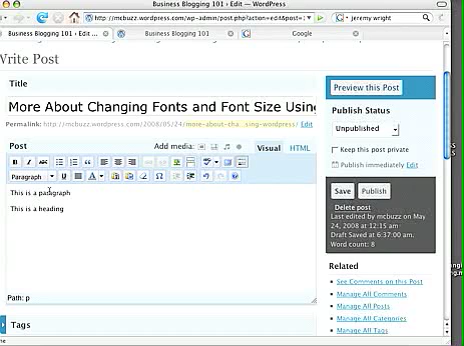 Business Blogging 101 › Edit — WordPress
http://mcbuzz.wordpress.com/wp-admin/post.php?action=edit&post=
jeremy wright
Business Blogging 101 › Edit ...
Business Blogging 101
Google
Write Post
Title
More About Changing Fonts and Font Size Using
Permalink: http://mcbuzz.wordpress.com/2008/05/24/more-about-cha...sing-wordpress/ Edit
Post
Add media:
Visual
HTML
Paragraph
This is a paragraph
This is a heading
Path: p
Tags
Preview this Post
Publish Status
Unpublished
Keep this post private
Publish immediately Edit
Save
Publish
Delete post
Last edited by mcbuzz on May
24, 2008 at 12:15 am
Draft Saved at 6:37:00 am.
Word count: 8
Related
See Comments on this Post
Manage All Comments
Manage All Posts
Manage All Categories
Manage All Tags